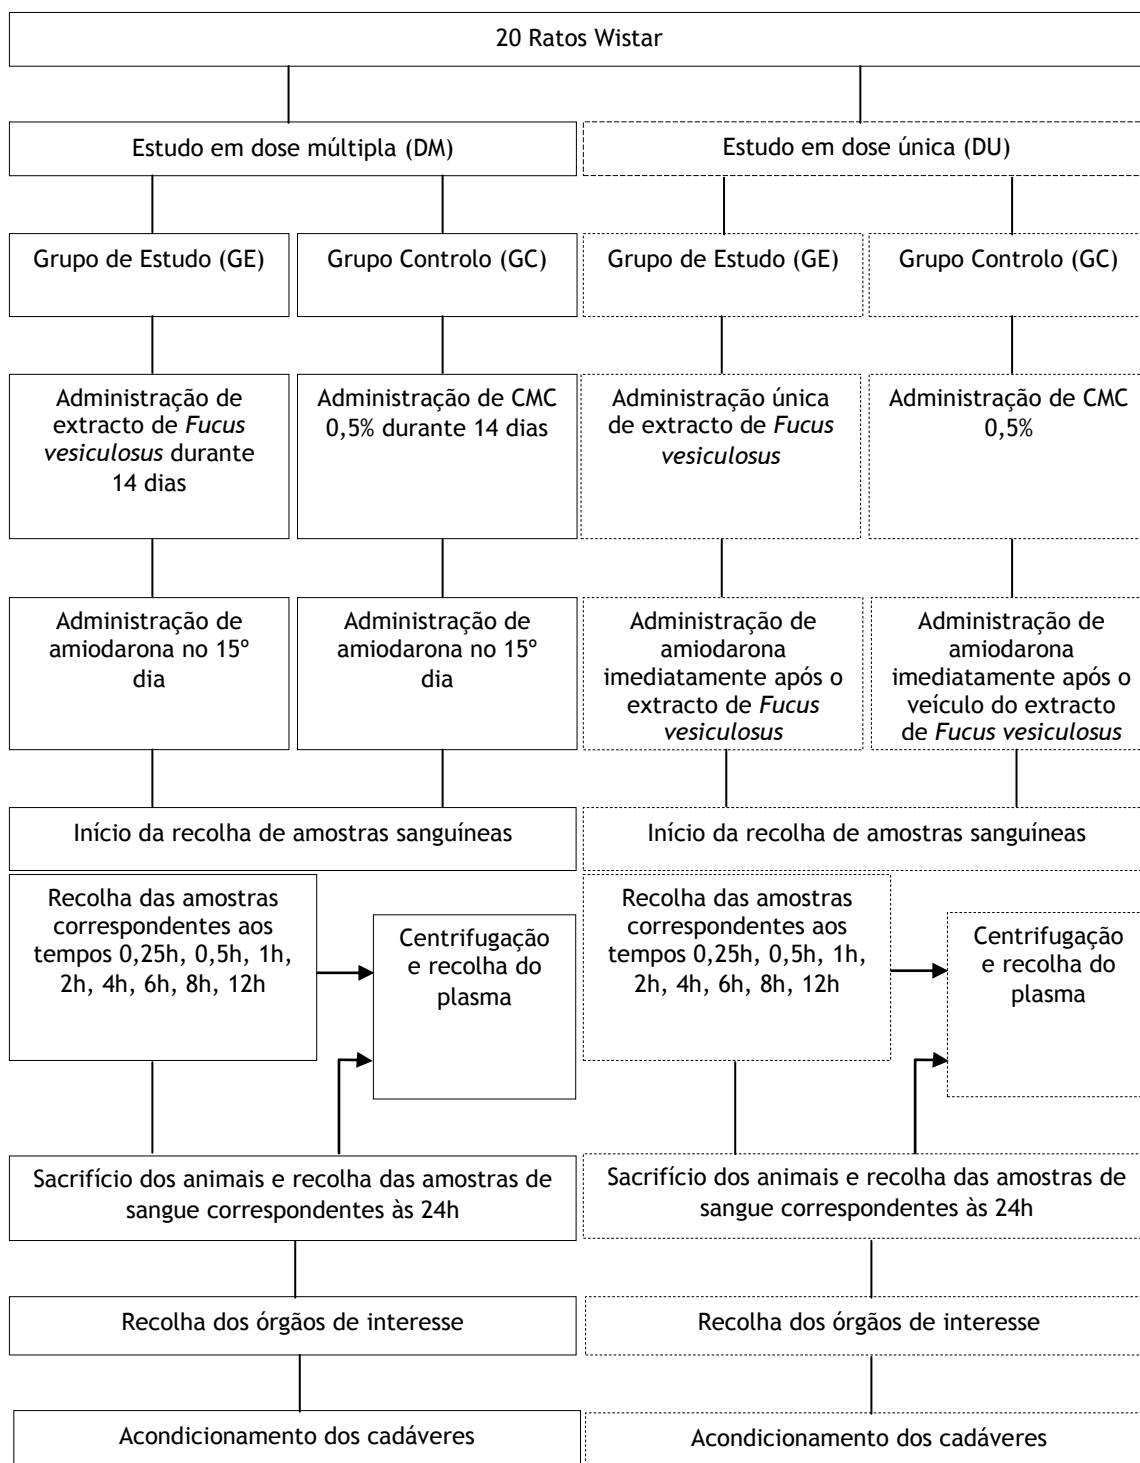 20 Ratos Wistar
Estudo em dose múltipla (DM)
Estudo em dose única (DU)
Grupo de Estudo (GE)
Grupo Controlo (GC)
Grupo de Estudo (GE)
Grupo Controlo (GC)
Administração de
extracto de Fucus
vesiculosus durante
14 dias
Administração de CMC
0,5% durante 14 dias
Administração única
de extracto de Fucus
vesiculosus
Administração de CMC
0,5%
Administração de
amiodarona no 15º
dia
Administração de
amiodarona no 15º
dia
Administração de
amiodarona
imediatamente após o
extracto de Fucus
vesiculosus
Administração de
amiodarona
imediatamente após o
veículo do extracto
de Fucus vesiculosus
Início da recolha de amostras sanguíneas
Início da recolha de amostras sanguíneas
Recolha das amostras
correspondentes aos
tempos 0,25h, 0,5h, 1h,
2h, 4h, 6h, 8h, 12h
Centrifugação
e recolha do
plasma
Recolha das amostras
correspondentes aos
tempos 0,25h, 0,5h, 1h,
2h, 4h, 6h, 8h, 12h
Centrifugação
e recolha do
plasma
Sacrifício dos animais e recolha das amostras de
sangue correspondentes às 24h
Sacrifício dos animais e recolha das amostras de
sangue correspondentes às 24h
Recolha dos órgãos de interesse
Recolha dos órgãos de interesse
Acondicionamento dos cadáveres
Acondicionamento dos cadáveres